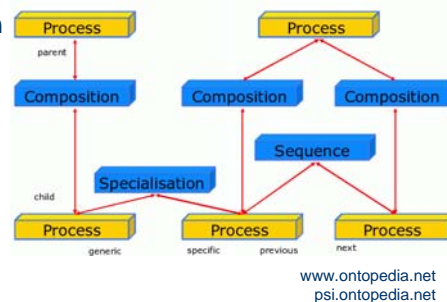 Process Process
parent
Composition Composition Composition
Sequence
Specialisation
child
Process Process Process
generic specific previous next
www.ontopedia.net
psi.ontopedia.net